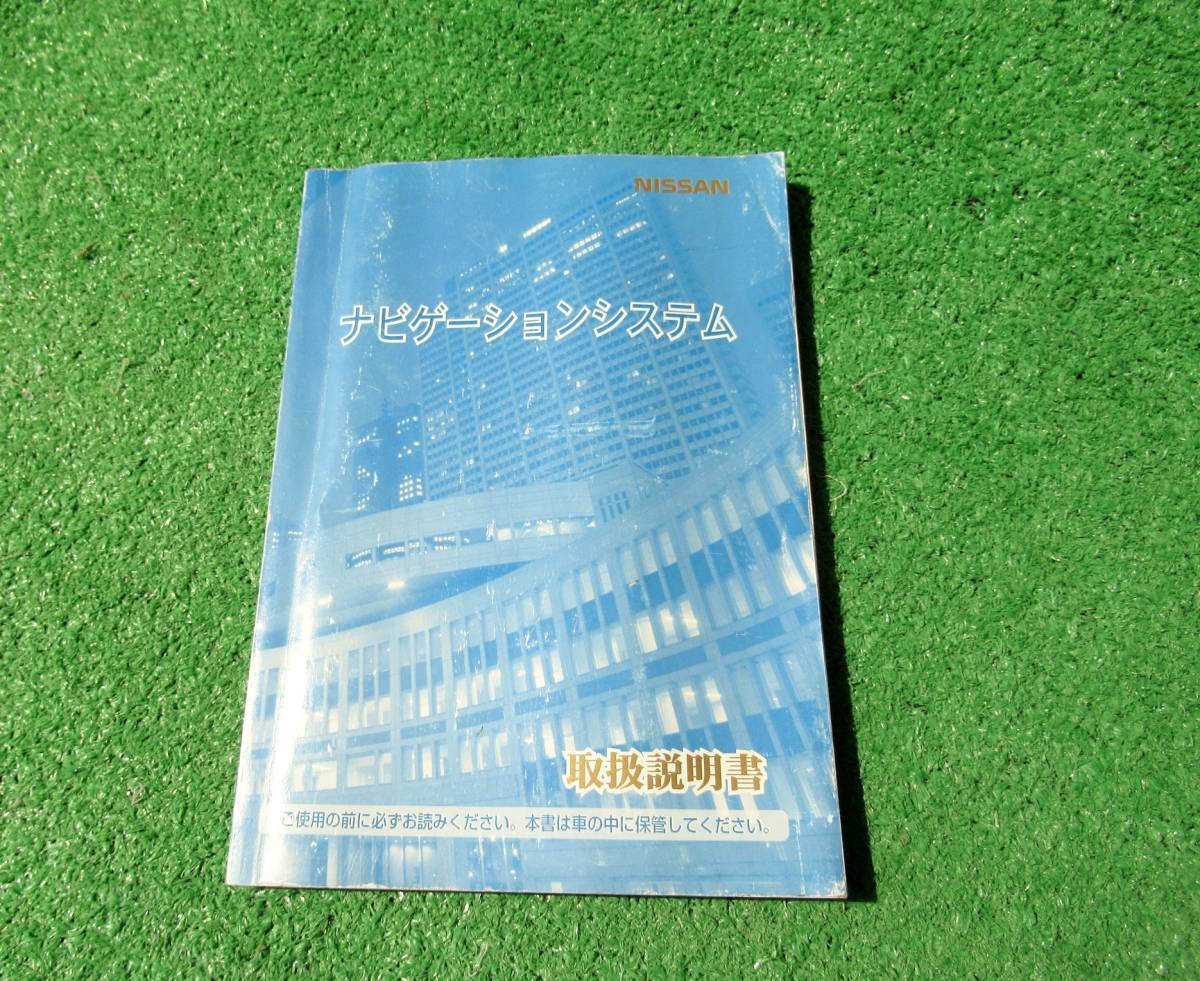 NISSAN
ナビゲーションシステム
取扱説明書
ご使用の前に必ずお読みください。本書は車の中に保管してください。